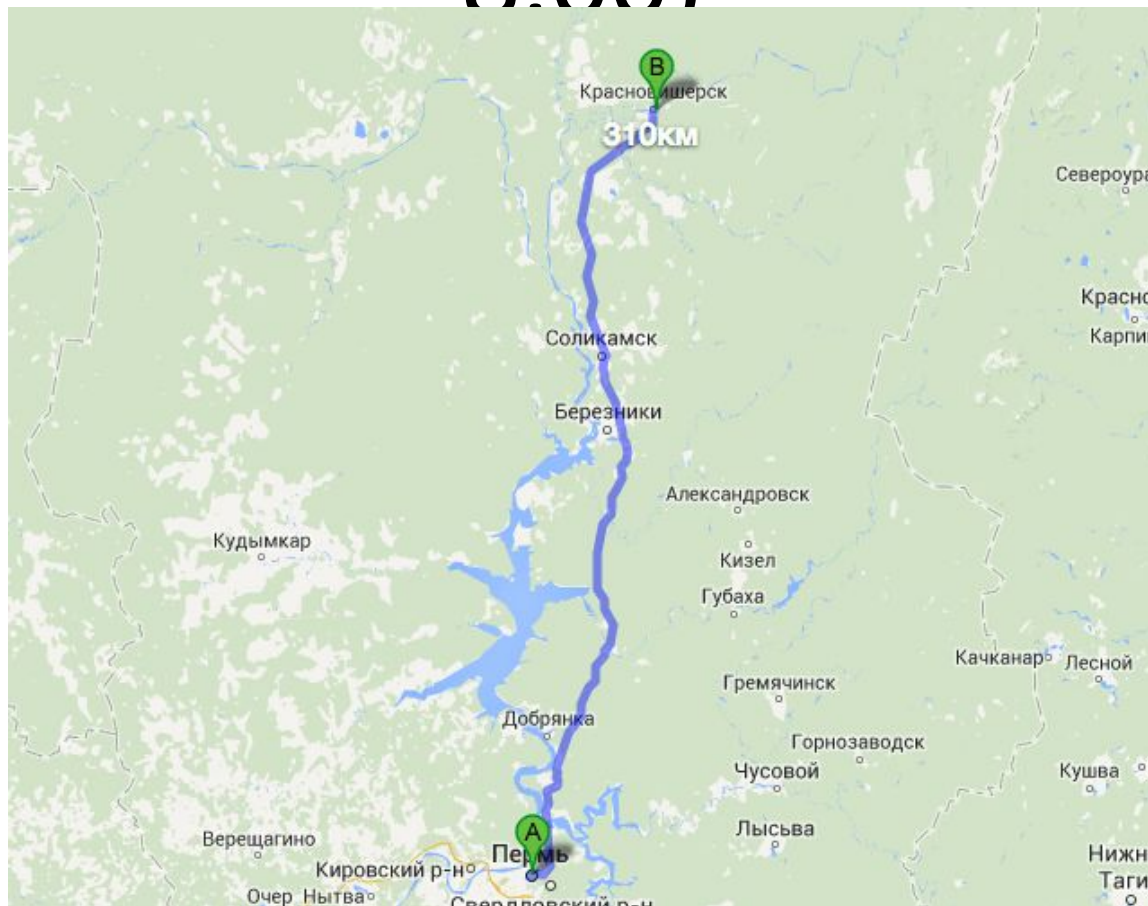 B
Красновишерск
310км
Североура
Красно
Карпи
Соликамск
Березники
Александровск
Кудымкар
Кизел
Губаха
Качканар
Лесной
Гремячинск
Добрянка
Горнозаводск
Чусовой
Кушва
A
Верещагино
Лысьва
Пермь
Кировский р-н
Нижн
Таги
Очер Нытва
Свердловский р-н